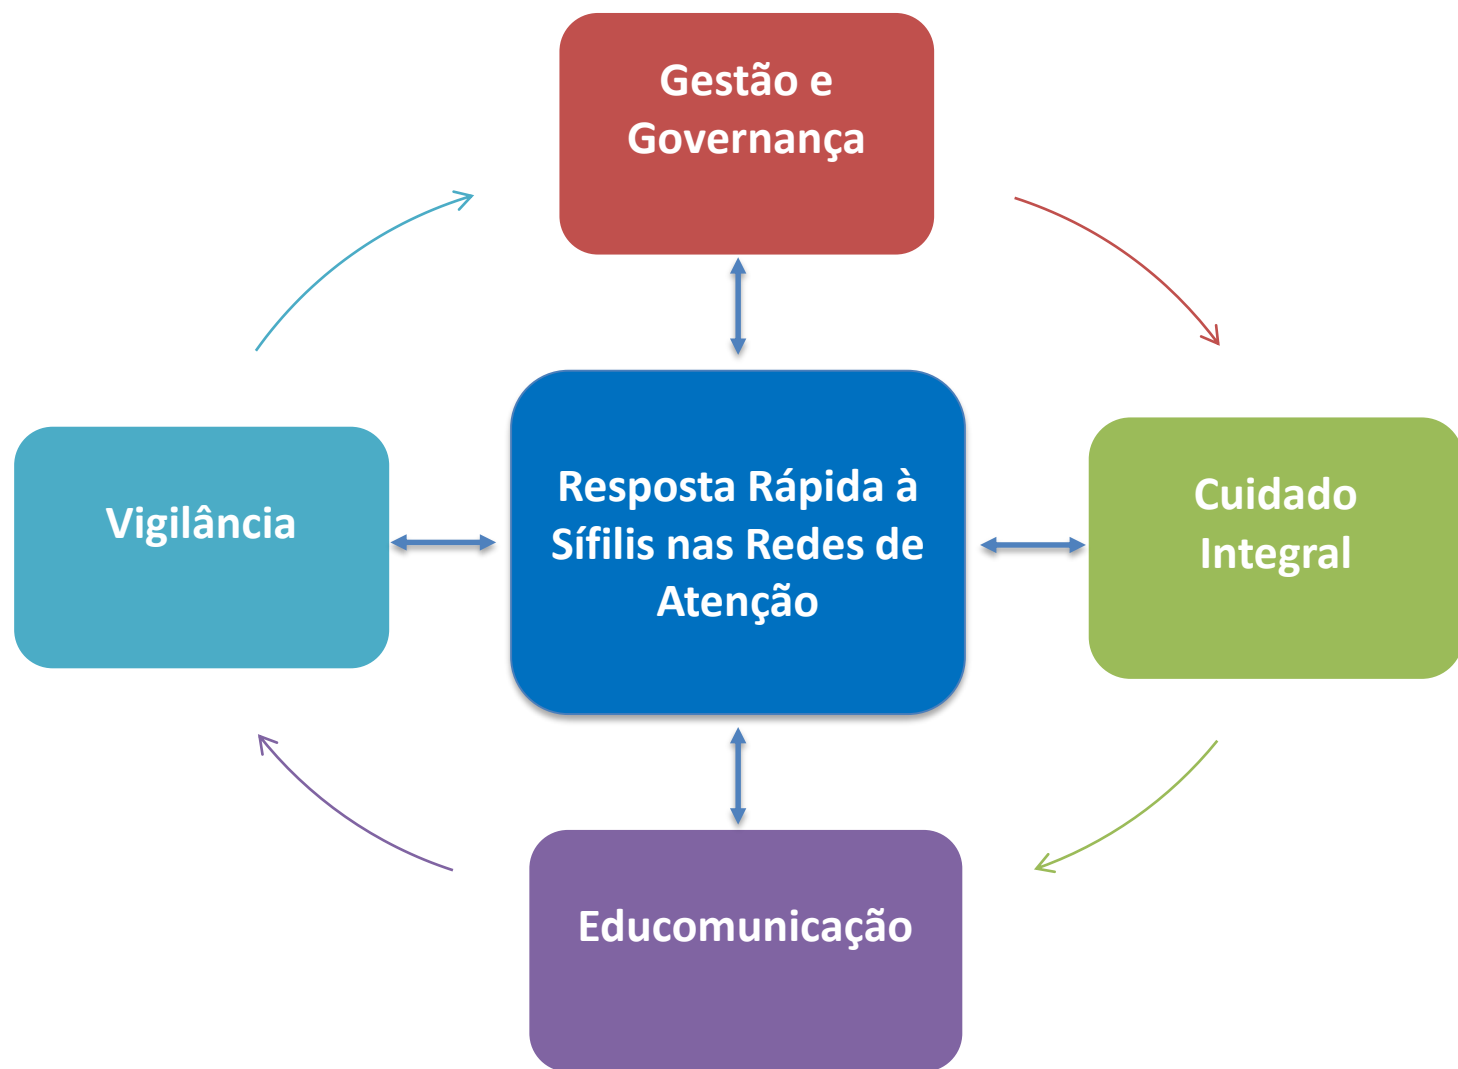 Gestão e
Governança
Vigilância
Resposta Rápida à
Sífilis nas Redes de
Atenção
Cuidado
Integral
Educomunicação